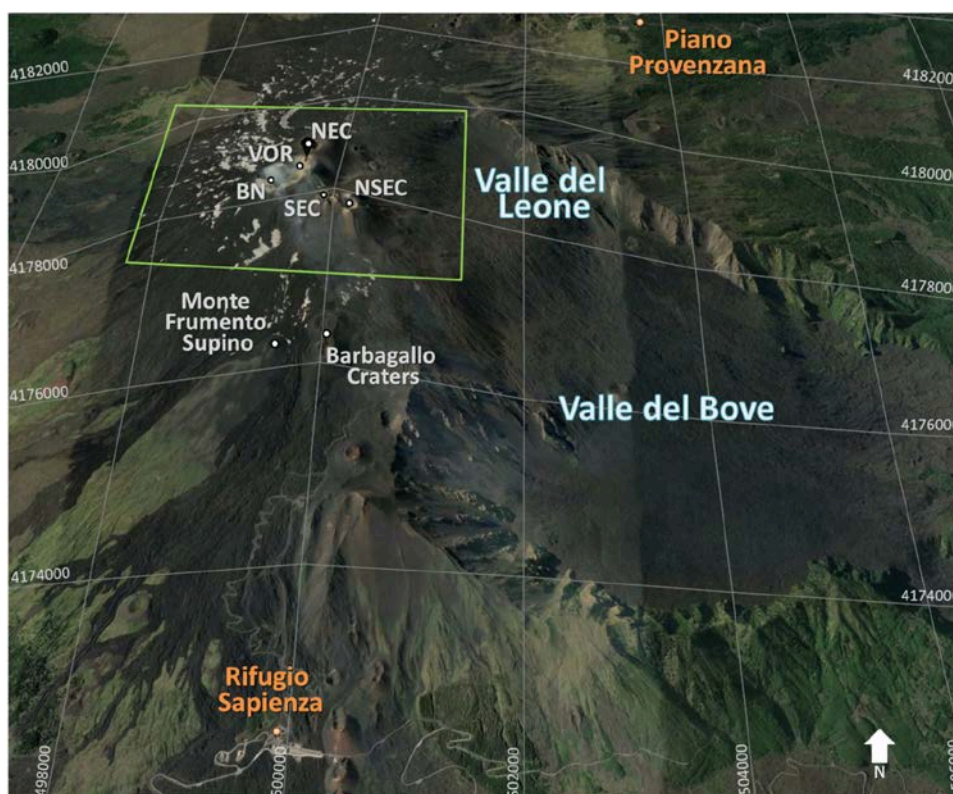 Piano
Provenzana
4182000
4182000
NEC
VOR
4180000
BN
NSEC
SEC
Valle del
Leone
4180000
4178000
4178000
Monte
Frumento
Supino
Barbagallo
Craters
4176000
Valle del Bove
4176000
4174000
4174000
Rifugio
Sapienza
498000
500000
502000
504000
N